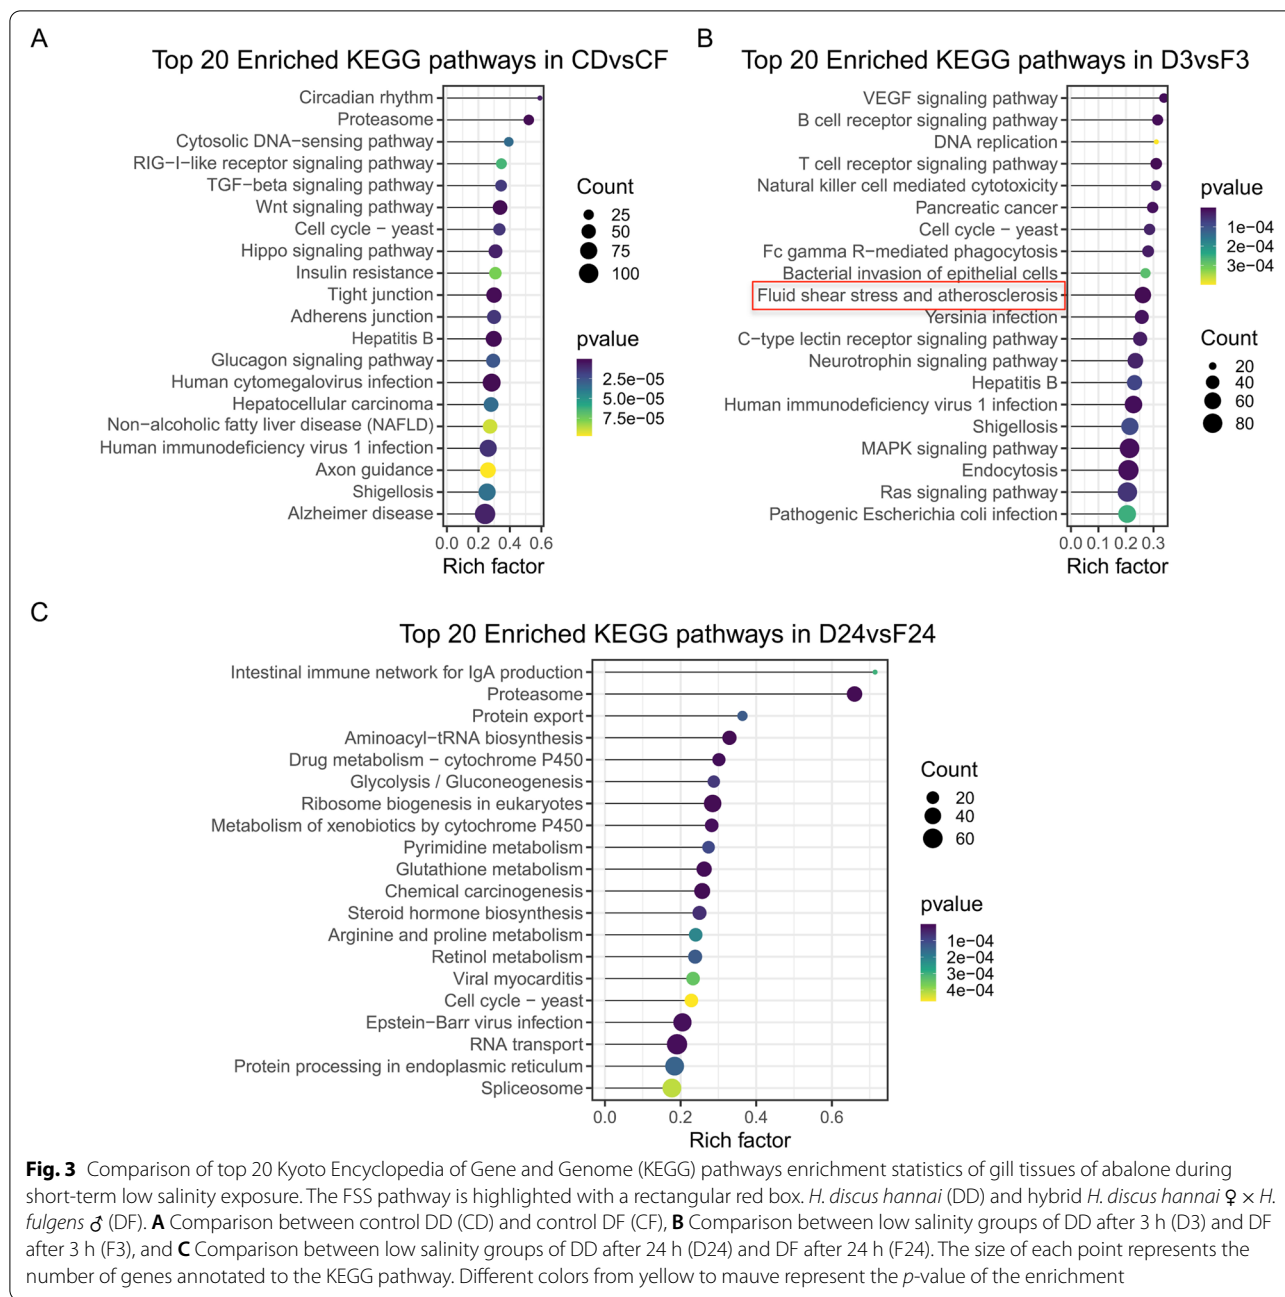 A
Top 20 Enriched KEGG pathways in CDvsCF
Circadian rhythm
Proteasome
Cytosolic DNA−sensing pathway
RIG−I−like receptor signaling pathway
TGF−beta signaling pathway
Wnt signaling pathway
Cell cycle − yeast
Hippo signaling pathway
Insulin resistance
Tight junction
Adherens junction
Hepatitis B
Glucagon signaling pathway
Human cytomegalovirus infection
Hepatocellular carcinoma
Non−alcoholic fatty liver disease (NAFLD)
Human immunodeficiency virus 1 infection
Axon guidance
Shigellosis
Alzheimer disease
0.0 0.2 0.4 0.6
Rich factor
Count
25
50
75
100
pvalue
2.5e−05
5.0e−05
7.5e−05
B
Top 20 Enriched KEGG pathways in D3vsF3
VEGF signaling pathway
B cell receptor signaling pathway
DNA replication
T cell receptor signaling pathway
Natural killer cell mediated cytotoxicity
Pancreatic cancer
Cell cycle − yeast
Fc gamma R−mediated phagocytosis
Bacterial invasion of epithelial cells
Fluid shear stress and atherosclerosis
Yersinia infection
C−type lectin receptor signaling pathway
Neurotrophin signaling pathway
Hepatitis B
Human immunodeficiency virus 1 infection
Shigellosis
MAPK signaling pathway
Endocytosis
Ras signaling pathway
Pathogenic Escherichia coli infection
0.0 0.1 0.2 0.3
Rich factor
pvalue
1e−04
2e−04
3e−04
Count
20
40
60
80
C
Top 20 Enriched KEGG pathways in D24vsF24
Intestinal immune network for IgA production
Proteasome
Protein export
Aminoacyl−tRNA biosynthesis
Drug metabolism − cytochrome P450
Glycolysis / Gluconeogenesis
Ribosome biogenesis in eukaryotes
Metabolism of xenobiotics by cytochrome P450
Pyrimidine metabolism
Glutathione metabolism
Chemical carcinogenesis
Steroid hormone biosynthesis
Arginine and proline metabolism
Retinol metabolism
Viral myocarditis
Cell cycle − yeast
Epstein−Barr virus infection
RNA transport
Protein processing in endoplasmic reticulum
Spliceosome
0.0 0.2 0.4 0.6
Rich factor
Count
20
40
60
pvalue
1e−04
2e−04
3e−04
4e−04
Fig. 3 Comparison of top 20 Kyoto Encyclopedia of Gene and Genome (KEGG) pathways enrichment statistics of gill tissues of abalone during
short-term low salinity exposure. The FSS pathway is highlighted with a rectangular red box. H. discus hannai (DD) and hybrid H. discus hannai ♀ × H.
fulgens ♂ (DF). A Comparison between control DD (CD) and control DF (CF), B Comparison between low salinity groups of DD after 3 h (D3) and DF
after 3 h (F3), and C Comparison between low salinity groups of DD after 24 h (D24) and DF after 24 h (F24). The size of each point represents the
number of genes annotated to the KEGG pathway. Different colors from yellow to mauve represent the p-value of the enrichment